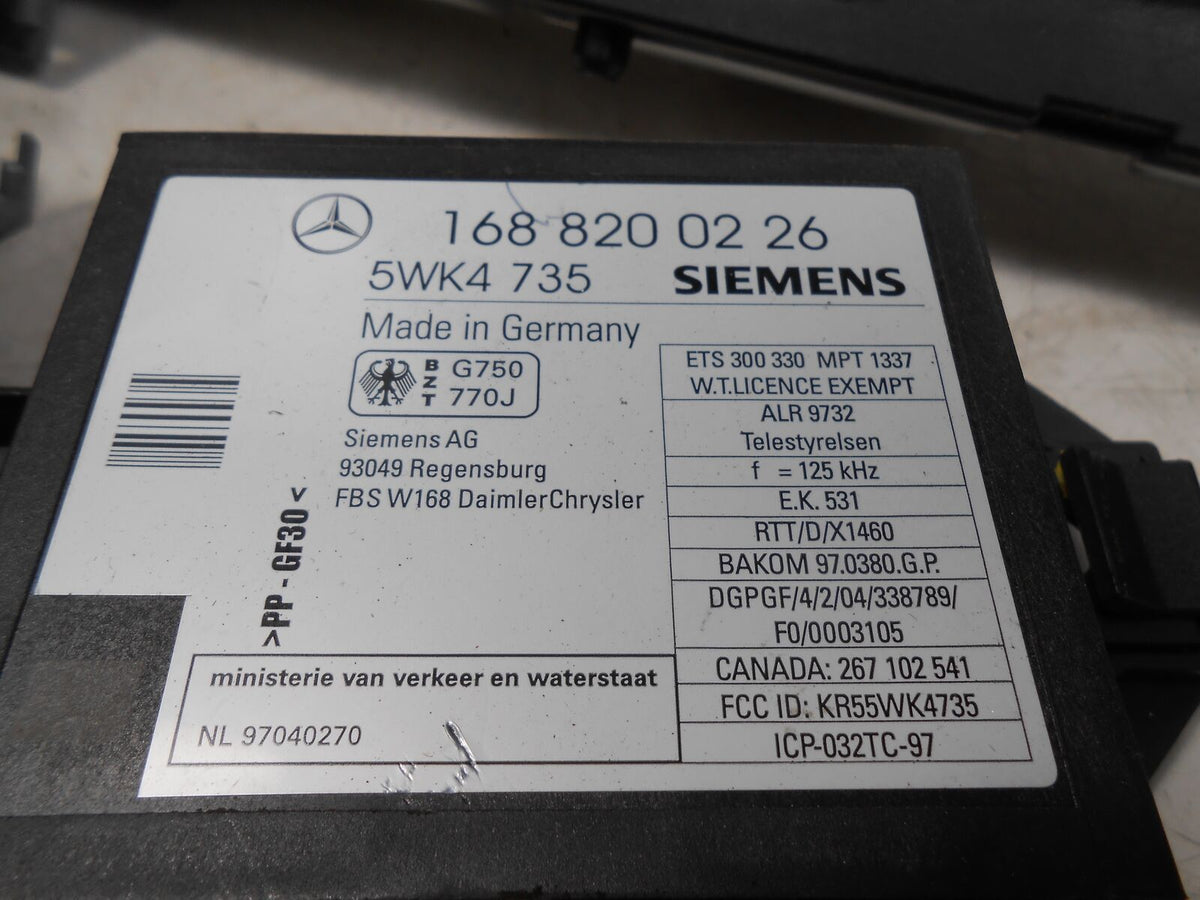 168 820 02 26
5WK4 735 SIEMENS
Made in Germany
BZT G750 770J
Siemens AG
93049 Regensburg
FBS W168 DaimlerChrysler
>PP - GF30<
ETS 300 330 MPT 1337
W.T.LICENCE EXEMPT
ALR 9732
Telestyrelsen
f = 125 kHz
E.K. 531
RTT/D/X1460
BAKOM 97.0380.G.P.
DGPGF/4/2/04/338789/
F0/0003105
CANADA: 267 102 541
FCC ID: KR55WK4735
ICP-032TC-97
ministerie van verkeer en waterstaat
NL 97040270